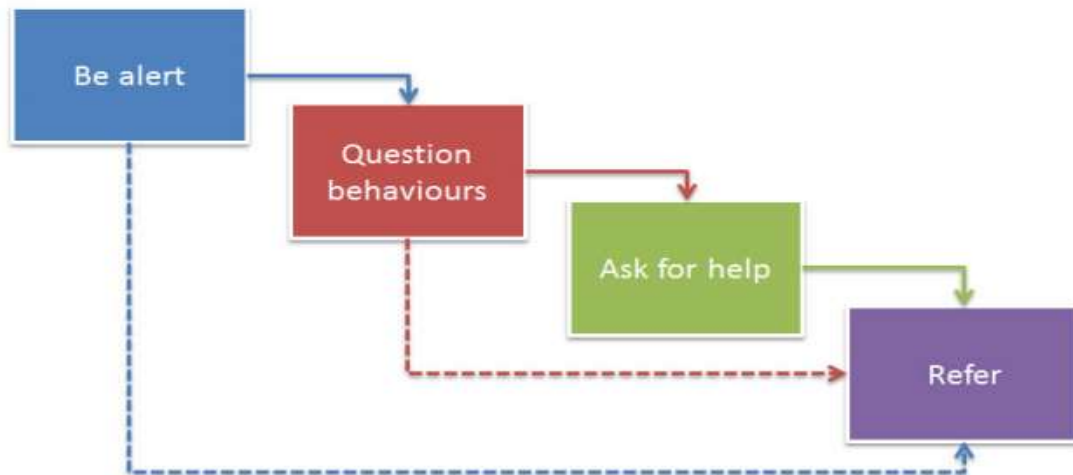 Be alert
Question
behaviours
Ask for help
Refer